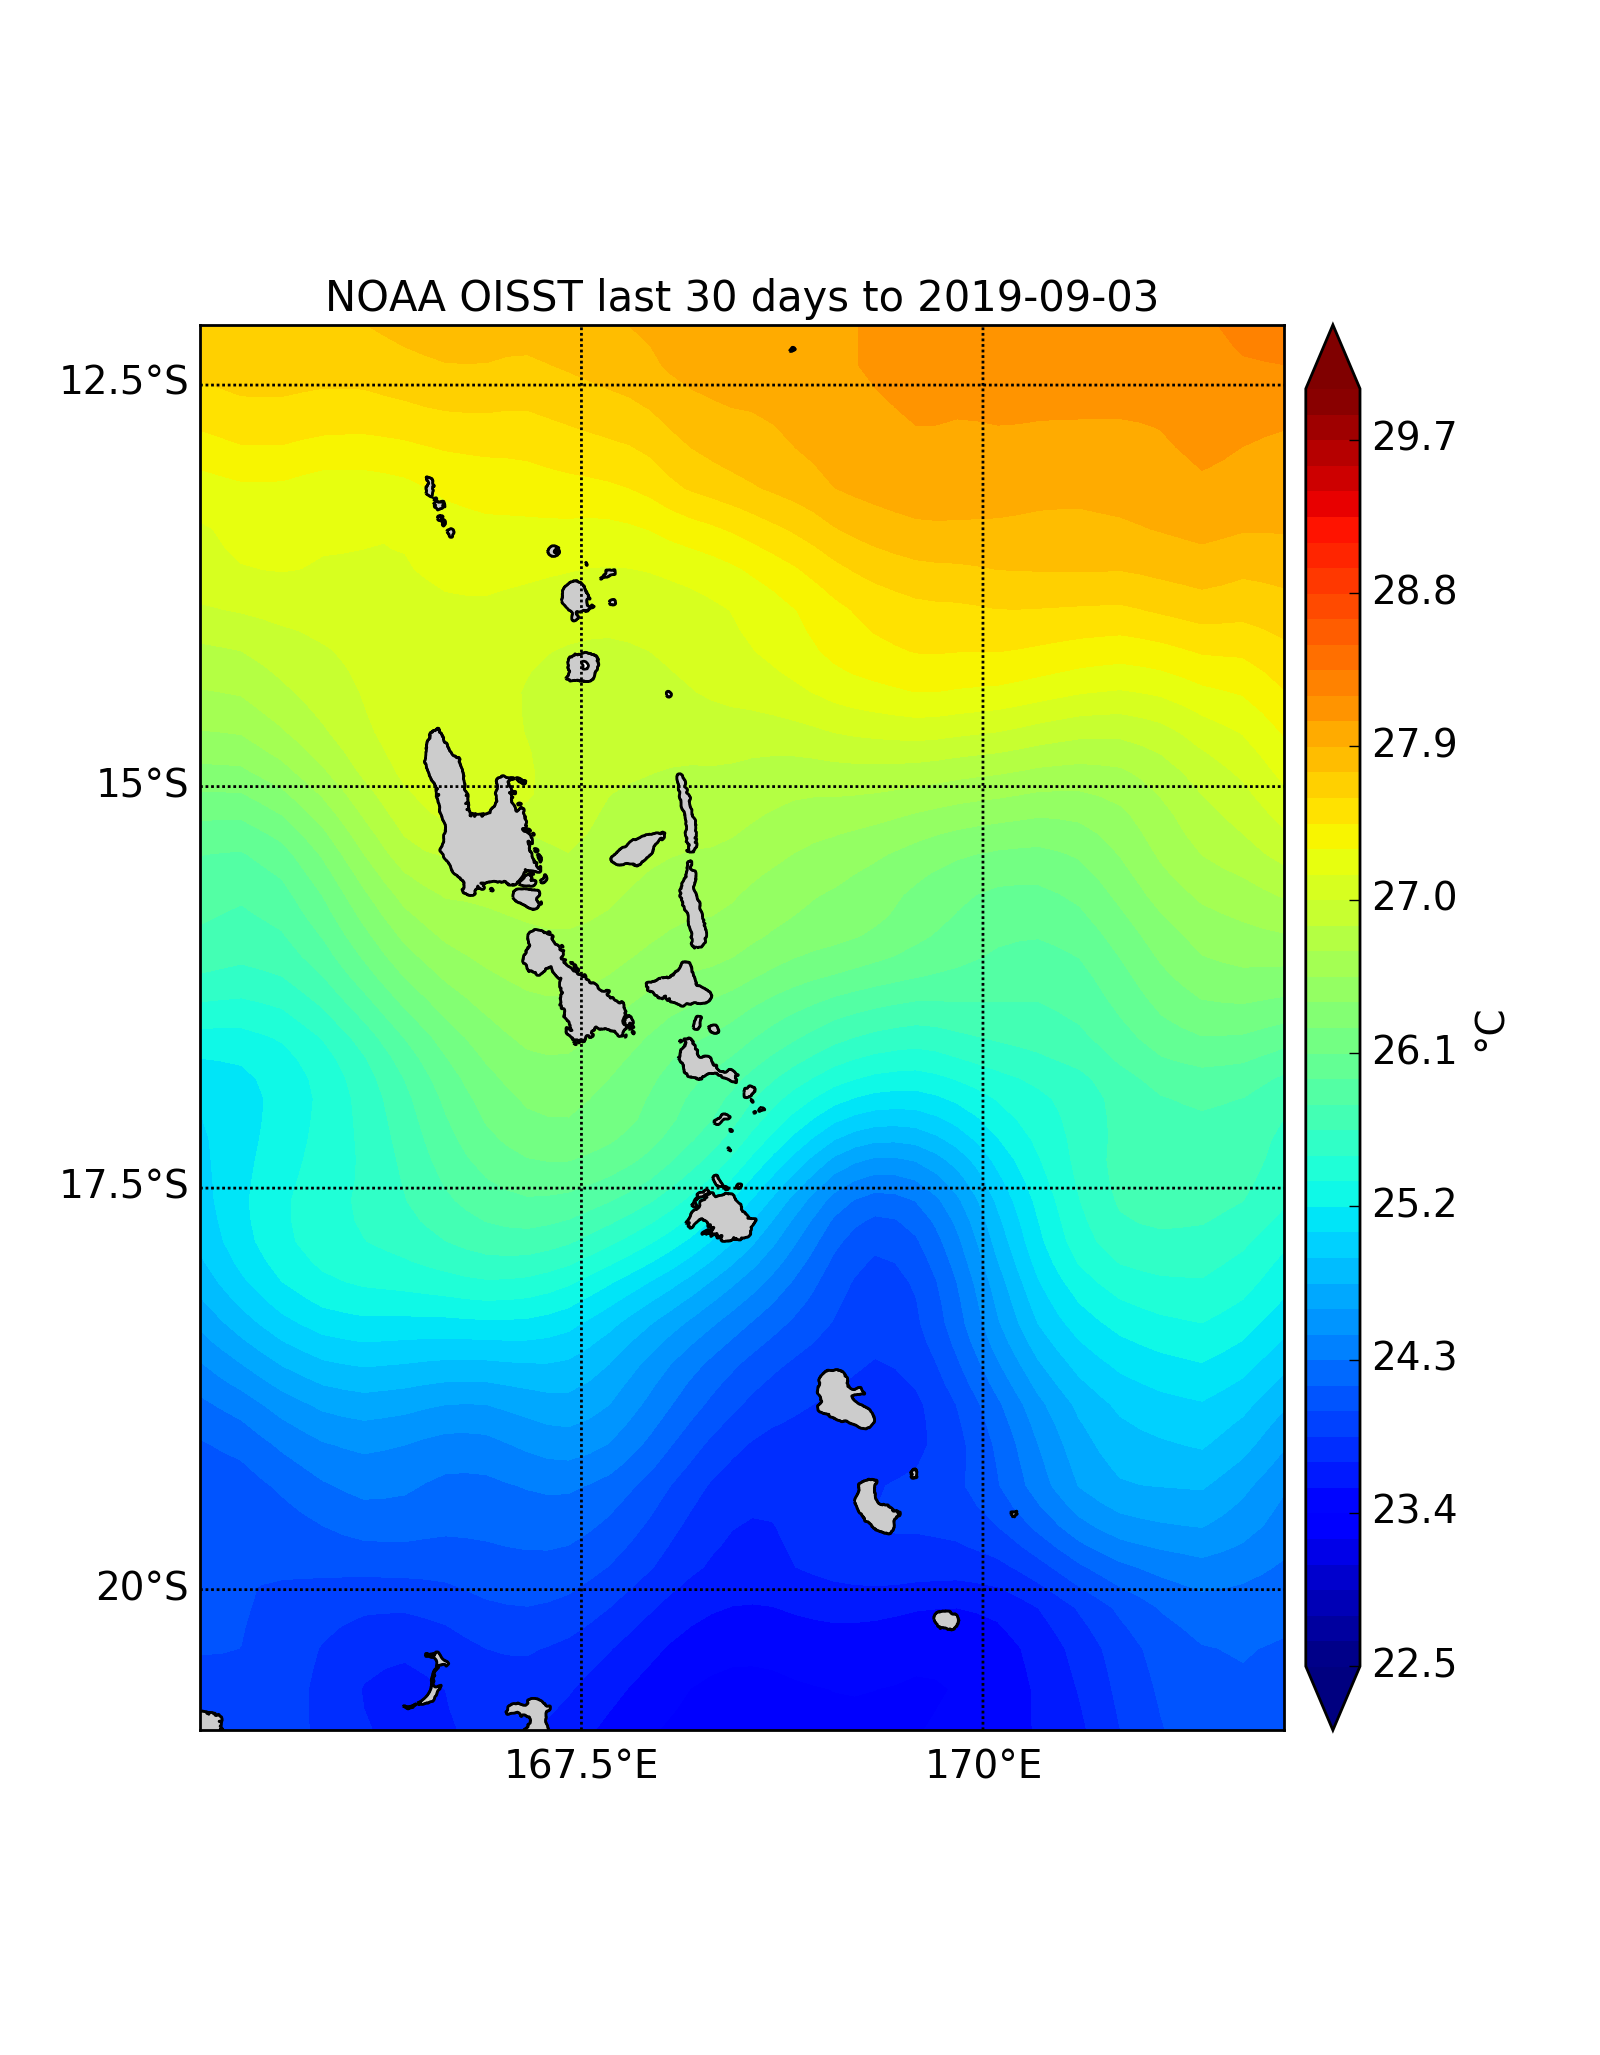 NOAA OISST last 30 days to 2019-09-03
12.5°S
15°S
17.5°S
20°S
167.5°E
170°E
29.7
28.8
27.9
27.0
26.1
25.2
24.3
23.4
22.5
°C